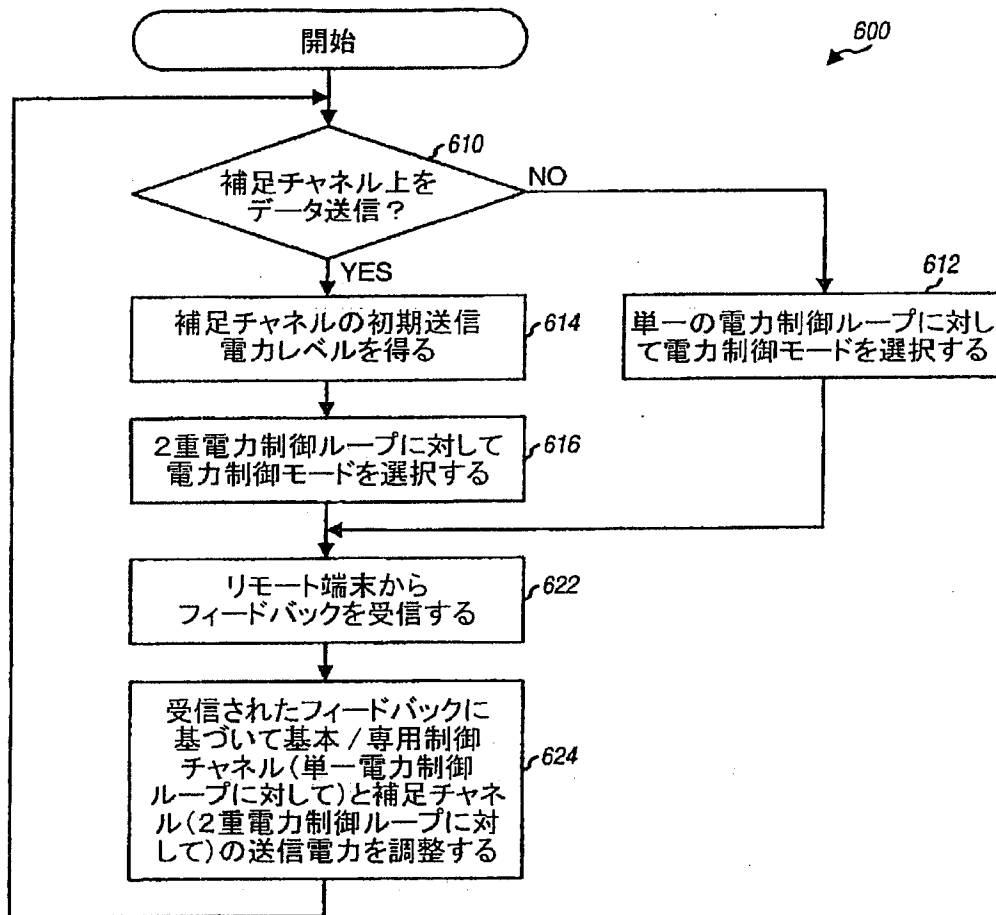 開始
600
610
補足チャネル上を
データ送信？
NO
YES
612
単一の電力制御ループに対し
て電力制御モードを選択する
補足チャネルの初期送信
電力レベルを得る
614
2重電力制御ループに対して
電力制御モードを選択する
616
リモート端末から
フィードバックを受信する
622
受信されたフィードバックに
基づいて基本／専用制御
チャネル(単一電力制御
ループに対して)と補足チャネ
ル(2重電力制御ループに対
して)の送信電力を調整する
624